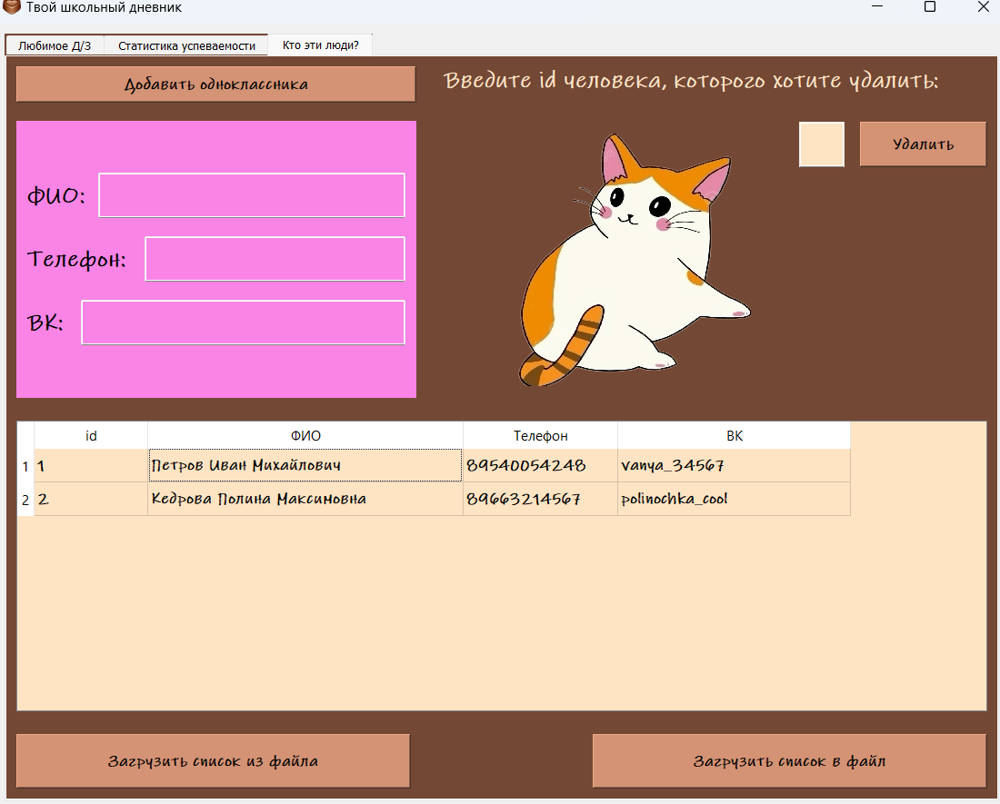 Твой школьный дневник
Любимое Д/З Статистика успеваемости Кто эти люди?
Добавить одноклассника
Введите id человека, которого хотите удалить:
Удалить
ФИО:
Телефон:
ВК:
id ФИО Телефон ВК
1 1 Петров Иван Михайлович 89540054248 vanya_34567
2 2 Кедрова Полина Максимовна 89663214567 polinochka_cool
Загрузить список из файла Загрузить список в файл